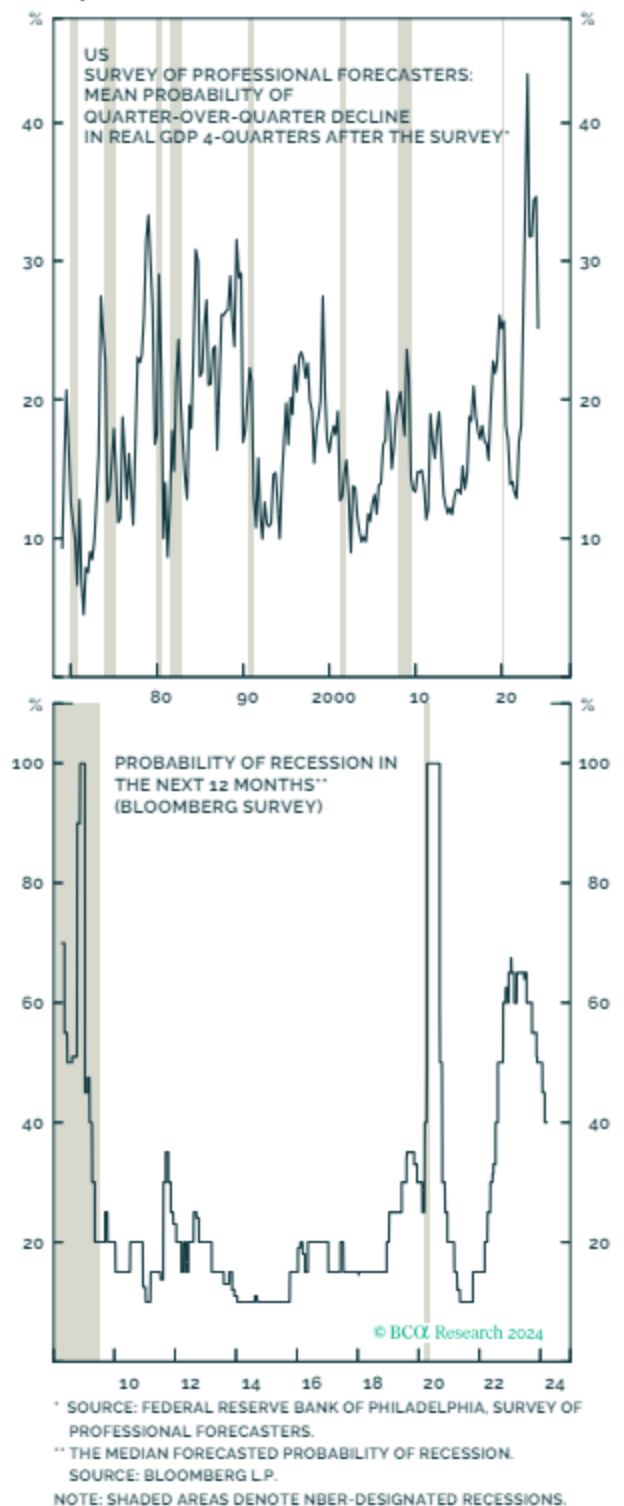 % %
US
SURVEY OF PROFESSIONAL FORECASTERS:
MEAN PROBABILITY OF
QUARTER-OVER-QUARTER DECLINE
IN REAL GDP 4-QUARTERS AFTER THE SURVEY*
40 40
30 30
20 20
10 10
80 90 2000 10 20
% %
PROBABILITY OF RECESSION IN
THE NEXT 12 MONTHS**
(BLOOMBERG SURVEY)
100 100
80 80
60 60
40 40
20 20
© BCA Research 2024
10 12 14 16 18 20 22 24
* SOURCE: FEDERAL RESERVE BANK OF PHILADELPHIA, SURVEY OF
PROFESSIONAL FORECASTERS.
** THE MEDIAN FORECASTED PROBABILITY OF RECESSION.
SOURCE: BLOOMBERG L.P.
NOTE: SHADED AREAS DENOTE NBER-DESIGNATED RECESSIONS.